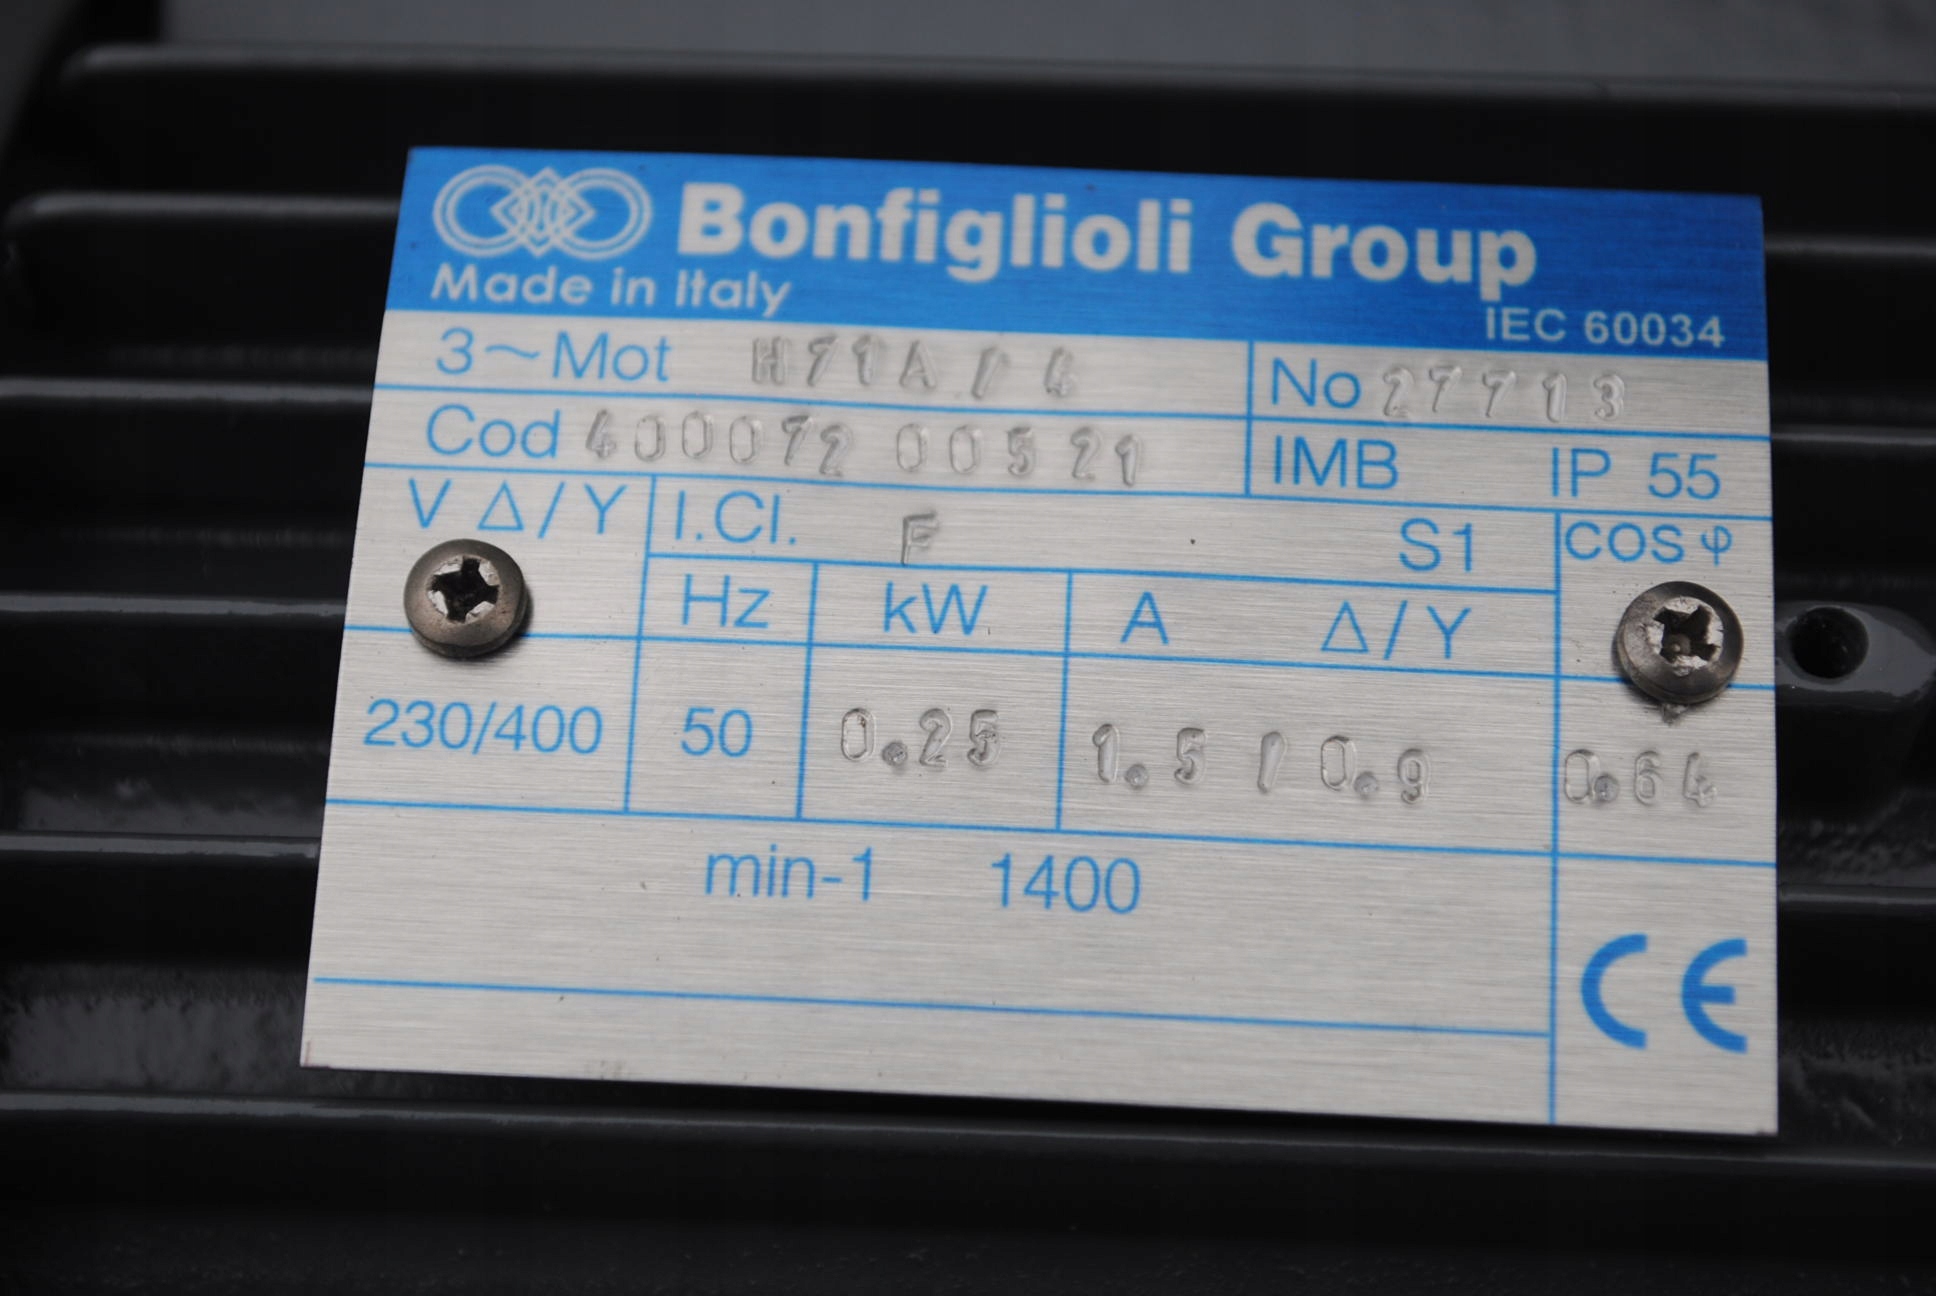 Bonfiglioli Group
Made in Italy
IEC 60034
3~Mot H71A/4 No 27713
Cod 400072 00521 IMB IP 55
V Δ/Y I.Cl. F S1 cos φ
Hz kW A Δ/Y
230/400 50 0.25 1.5/0.9 0.64
min-1 1400
CE